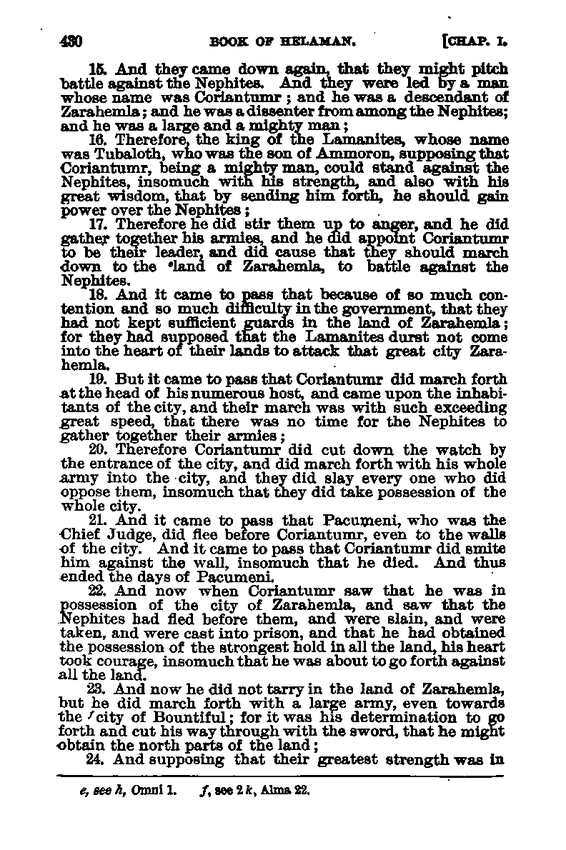 430 BOOK OF HELAMAN. [CHAP. I.
15. And they came down again, that they might pitch
battle against the Nephites. And they were led by a man
whose name was Coriantumr; and he was a descendant of
Zarahemla; and he was a dissenter from among the Nephites;
and he was a large and a mighty man;
16. Therefore, the king of the Lamanites, whose name
was Tubaloth, who was the son of Ammoron, supposing that
Coriantumr, being a mighty man, could stand against the
Nephites, insomuch with his strength, and also with his
great wisdom, that by sending him forth, he should gain
power over the Nephites;
17. Therefore he did stir them up to anger, and he did
gather together his armies, and he did appoint Coriantumr
to be their leader, and did cause that they should march
down to the ᵉland of Zarahemla, to battle against the
Nephites.
18. And it came to pass that because of so much con-
tention and so much difficulty in the government, that they
had not kept sufficient guards in the land of Zarahemla;
for they had supposed that the Lamanites durst not come
into the heart of their lands to attack that great city Zara-
hemla.
19. But it came to pass that Coriantumr did march forth
at the head of his numerous host, and came upon the inhabi-
tants of the city, and their march was with such exceeding
great speed, that there was no time for the Nephites to
gather together their armies;
20. Therefore Coriantumr did cut down the watch by
the entrance of the city, and did march forth with his whole
army into the city, and they did slay every one who did
oppose them, insomuch that they did take possession of the
whole city.
21. And it came to pass that Pacumeni, who was the
Chief Judge, did flee before Coriantumr, even to the walls
of the city. And it came to pass that Coriantumr did smite
him against the wall, insomuch that he died. And thus
ended the days of Pacumeni.
22. And now when Coriantumr saw that he was in
possession of the city of Zarahemla, and saw that the
Nephites had fled before them, and were slain, and were
taken, and were cast into prison, and that he had obtained
the possession of the strongest hold in all the land, his heart
took courage, insomuch that he was about to go forth against
all the land.
23. And now he did not tarry in the land of Zarahemla,
but he did march forth with a large army, even towards
the ᶠcity of Bountiful; for it was his determination to go
forth and cut his way through with the sword, that he might
obtain the north parts of the land;
24. And supposing that their greatest strength was in
e, see h, Omni 1. f, see 2 k, Alma 22.